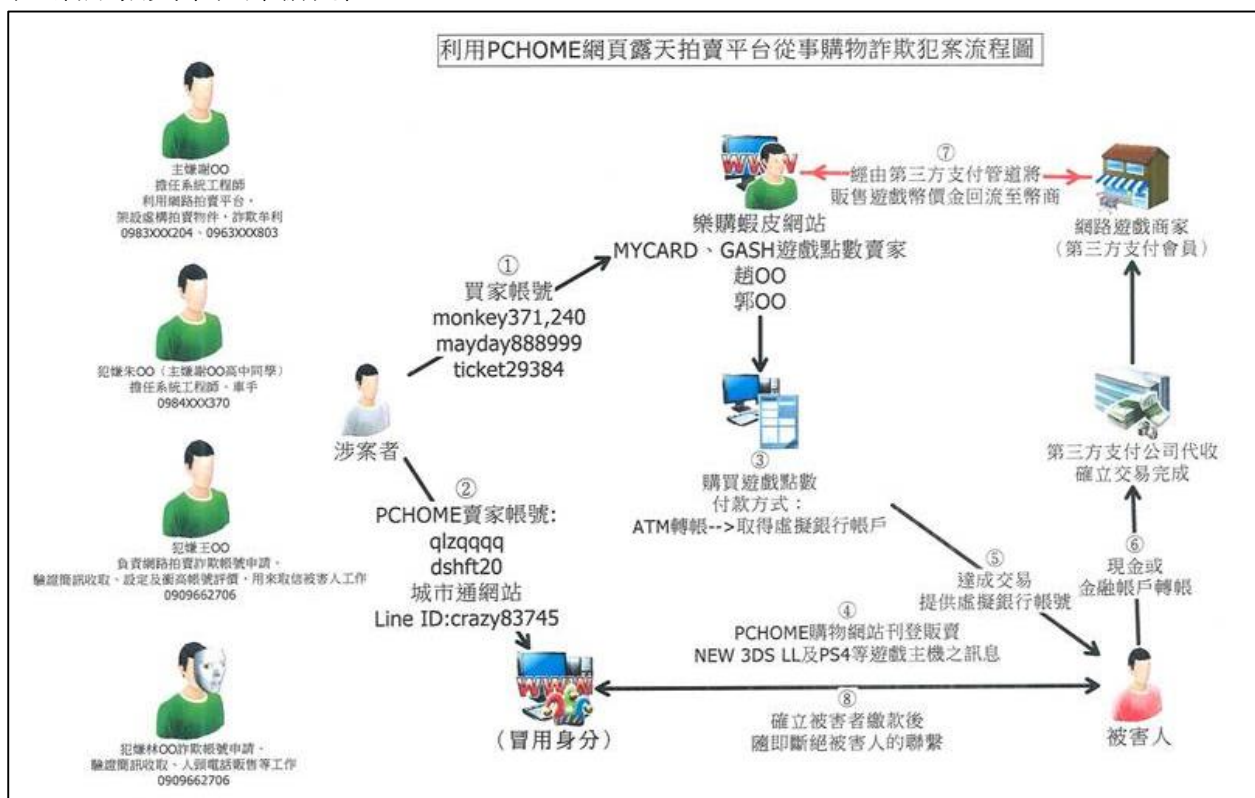 利用PCHOME網頁露天拍賣平台從事購物詐欺犯案流程圖
主嫌謝OO
擔任系統工程師
利用網路拍賣平台,
架設虛構拍賣物件,詐欺牟利
0983XXX204、0963XXX803
犯嫌朱OO(主嫌謝OO高中同學)
擔任系統工程師、車手
0984XXX370
犯嫌王OO
負責網路拍賣詐欺帳號申請、
驗證簡訊收取、設定及衝高帳號評價,用來取信被害人工作
0909662706
犯嫌林OO詐欺帳號申請、
驗證簡訊收取、人頭電話販售等工作
0909662706
涉案者
①
買家帳號
monkey371,240
mayday888999
ticket29384
②
PCHOME賣家帳號:
qlzqqqq
dshft20
城市通網站
Line ID:crazy83745
WWW
(冒用身分)
WWW
樂購蝦皮網站
MYCARD、GASH遊戲點數賣家
趙OO
郭OO
③
購買遊戲點數
付款方式:
ATM轉帳-->取得虛擬銀行帳戶
④
PCHOME購物網站刊登販賣
NEW 3DS LL及PS4等遊戲主機之訊息
⑤
達成交易
提供虛擬銀行帳號
⑥
現金或
金融帳戶轉帳
⑦
經由第三方支付管道將
販售遊戲幣價金回流至幣商
網路遊戲商家
(第三方支付會員)
第三方支付公司代收
確立交易完成
⑧
確立被害者繳款後
隨即斷絕被害人的聯繫
被害人